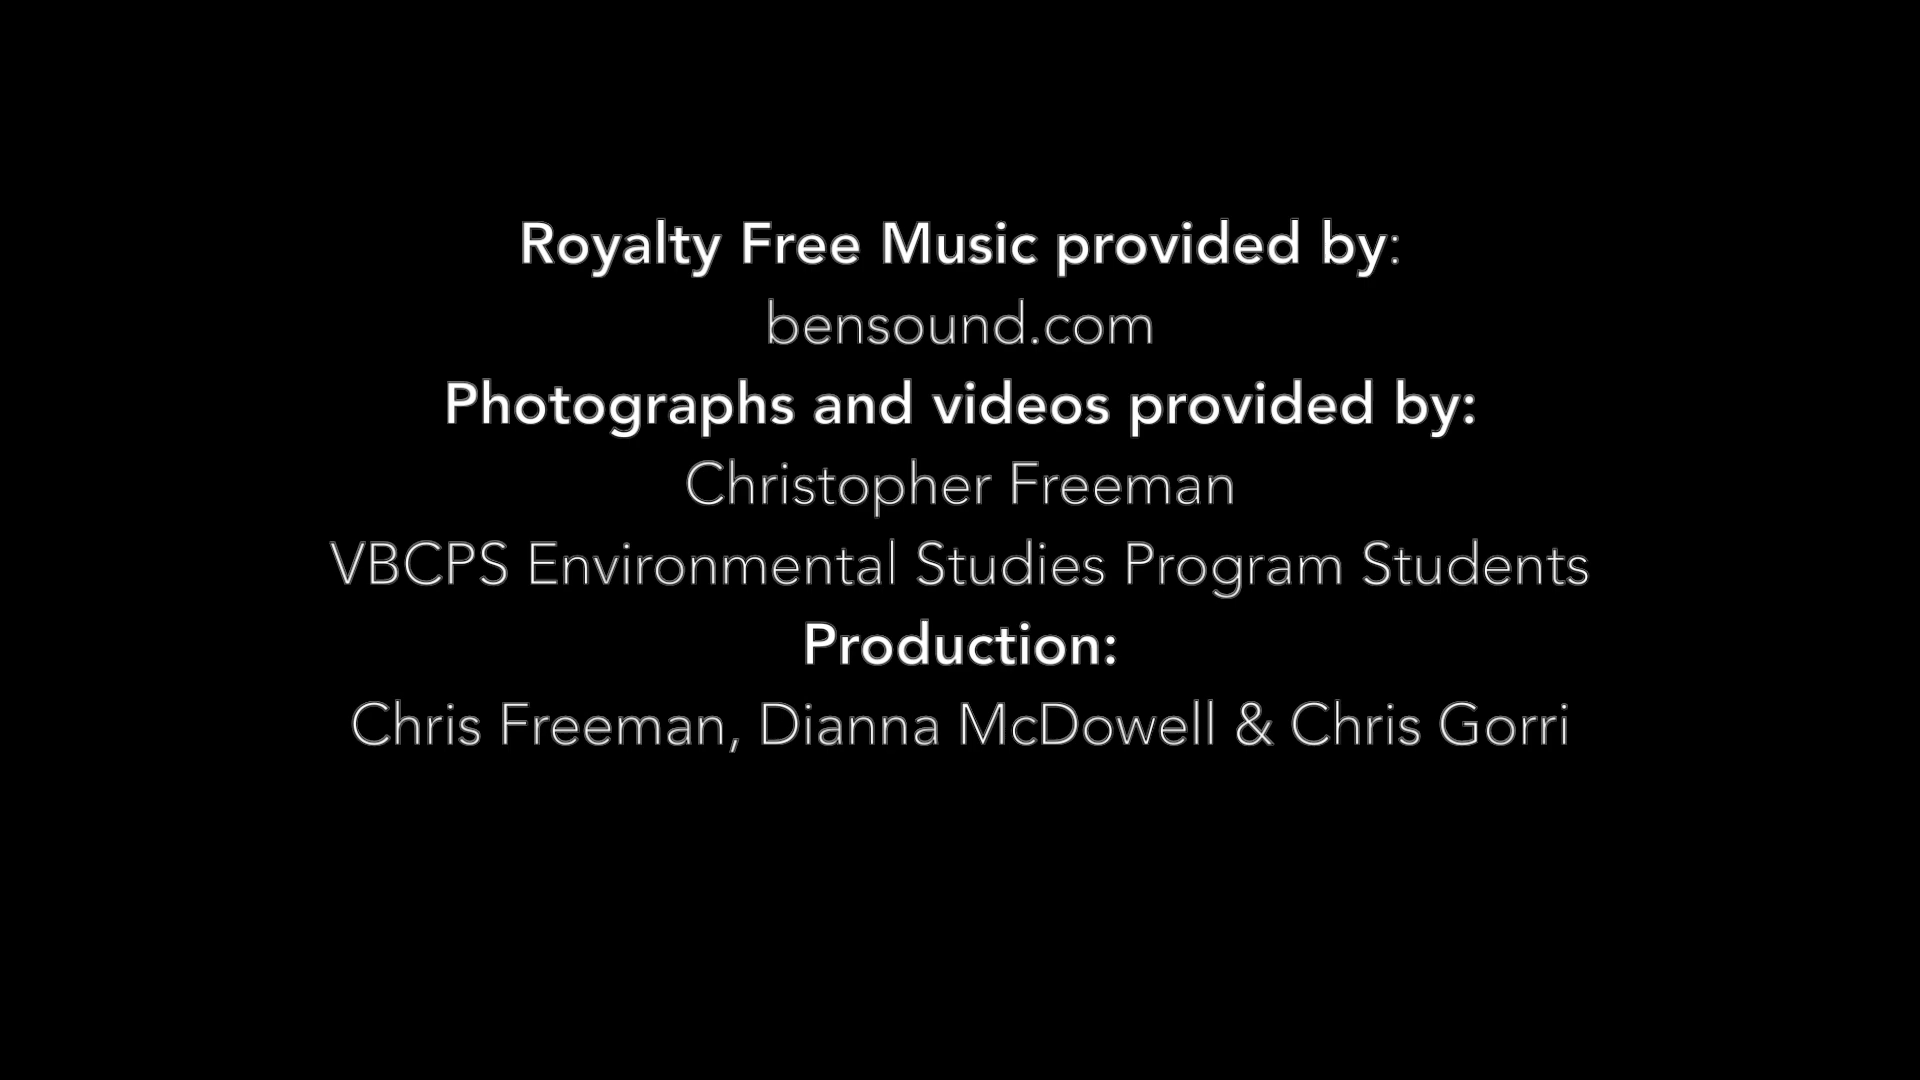 Royalty Free Music provided by:
bensound.com
Photographs and videos provided by:
Christopher Freeman
VBCPS Environmental Studies Program Students
Production:
Chris Freeman, Dianna McDowell & Chris Gorri